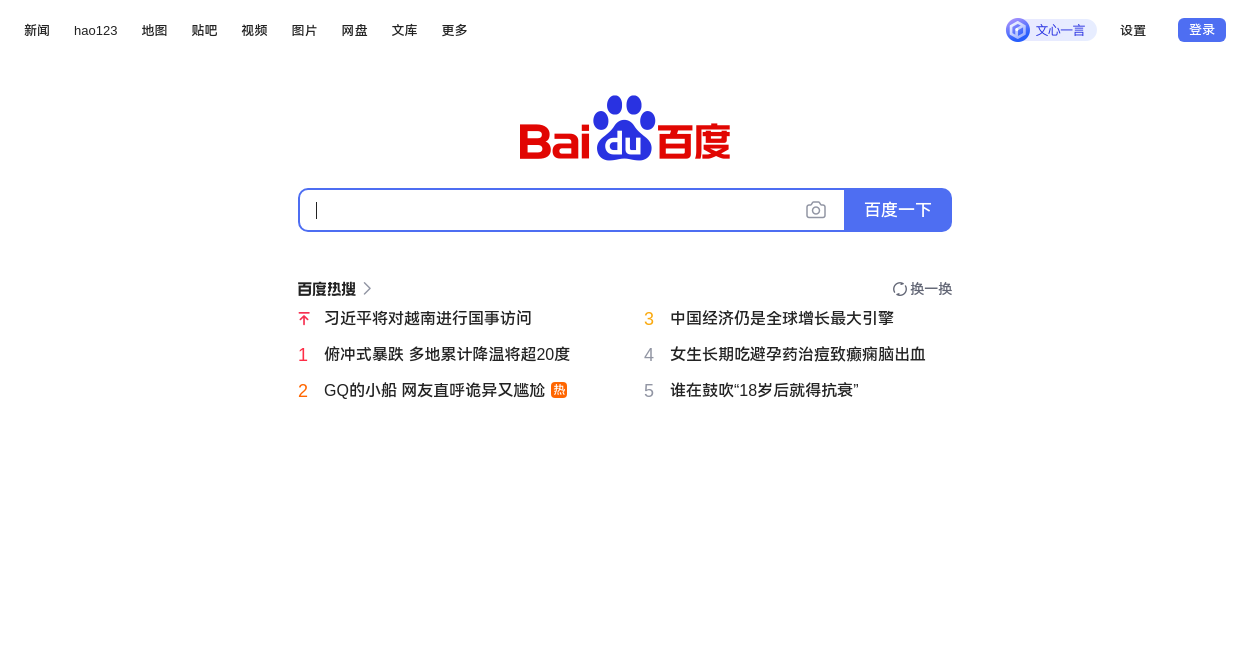 新闻 hao123 地图 贴吧 视频 图片 网盘 文库 更多 文心一言 设置 登录
Bai du 百度
百度一下
百度热搜 换一换
习近平将对越南进行国事访问
1 俯冲式暴跌 多地累计降温将超20度
2 GQ的小船 网友直呼诡异又尴尬 热
3 中国经济仍是全球增长最大引擎
4 女生长期吃避孕药治痘致癫痫脑出血
5 谁在鼓吹“18岁后就得抗衰”